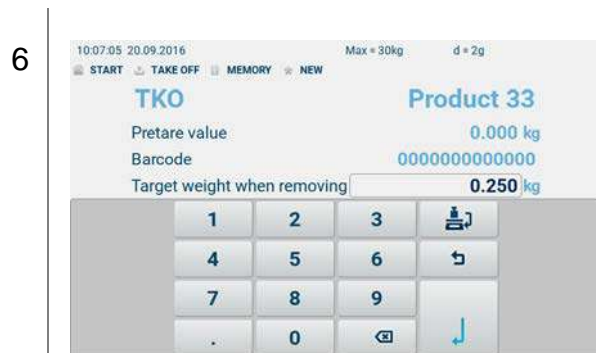 6
10:07:05 20.09.2016 Max = 30kg d = 2g
START TAKE OFF MEMORY NEW
TKO Product 33
Pretare value 0.000 kg
Barcode 0000000000000
Target weight when removing 0.250 kg
1 2 3
4 5 6
7 8 9
. 0